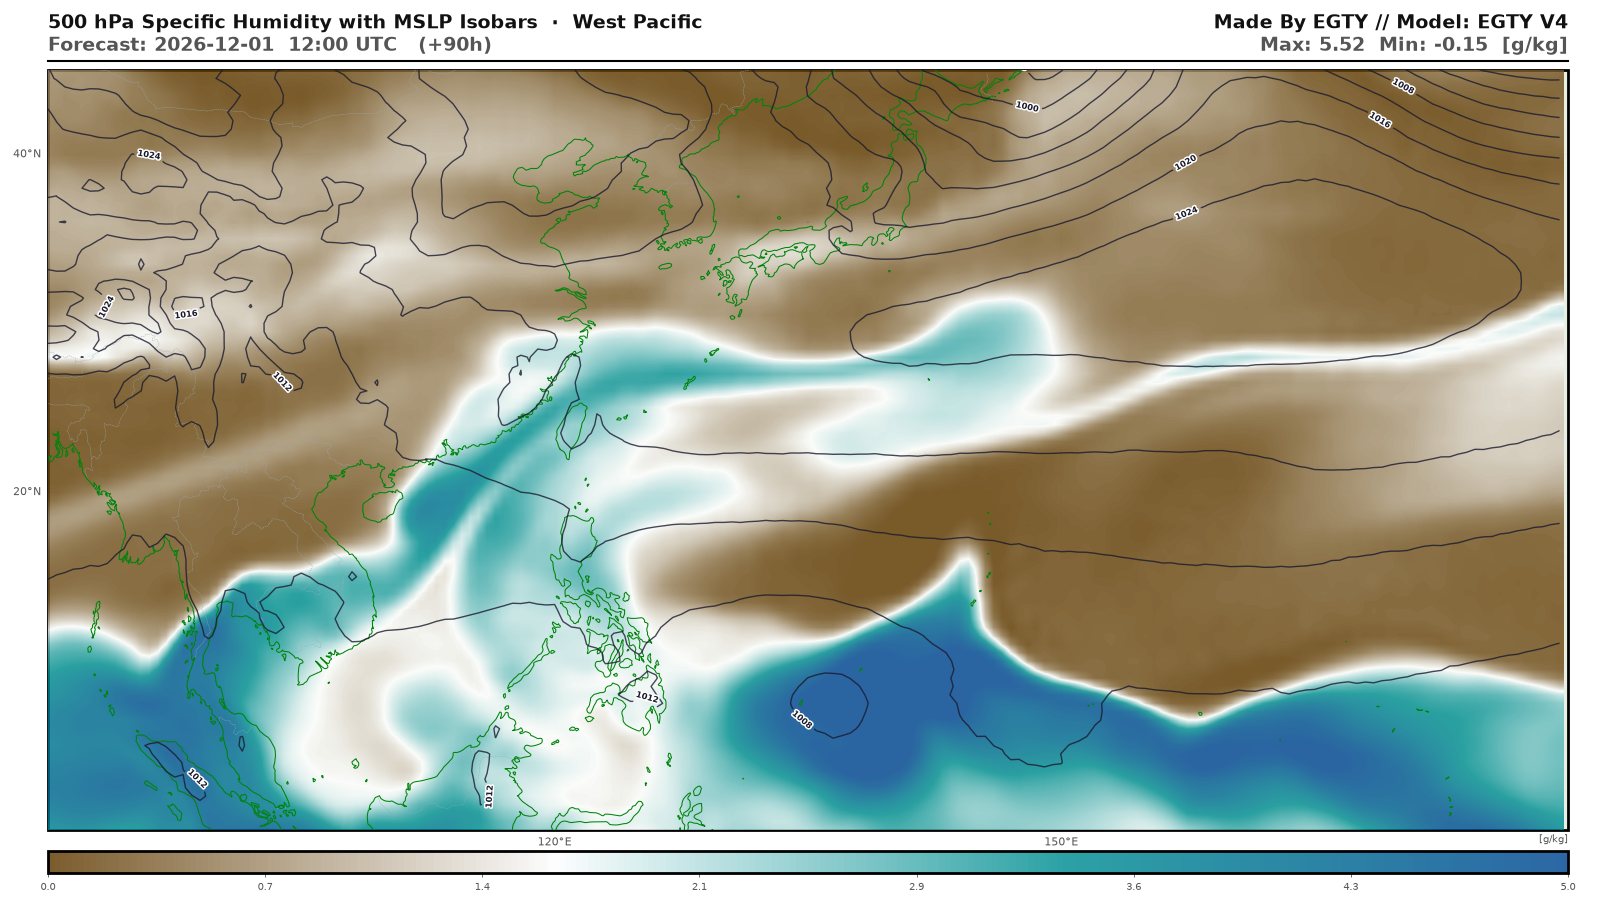 500 hPa Specific Humidity with MSLP Isobars · West Pacific
Made By EGTY // Model: EGTY V4
Forecast: 2026-12-01 12:00 UTC (+90h)
Max: 5.52 Min: -0.15 [g/kg]
1008
1000
1016
40°N
1024
1020
1024
1024
1016
1012
20°N
1012
1008
1012
1012
120°E
150°E
[g/kg]
0.0
0.7
1.4
2.1
2.9
3.6
4.3
5.0